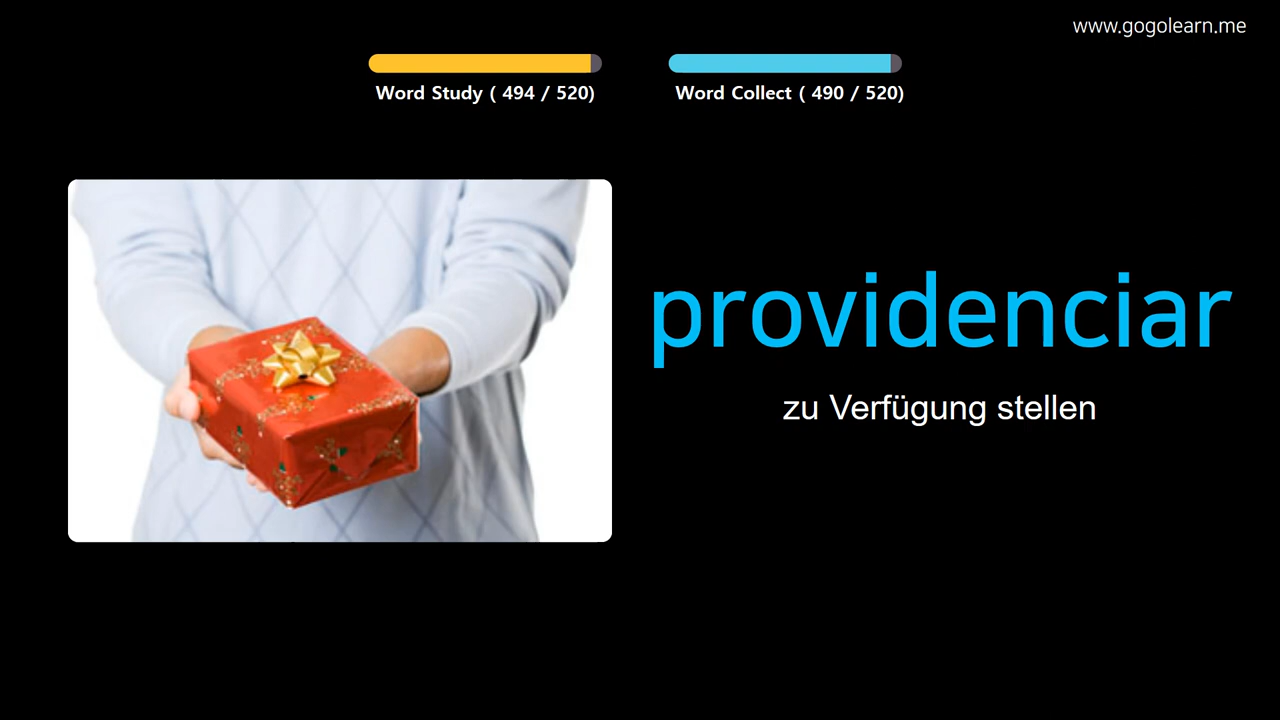 www.gogolearn.me
Word Study ( 494 / 520)
Word Collect ( 490 / 520)
providenciar
zu Verfügung stellen